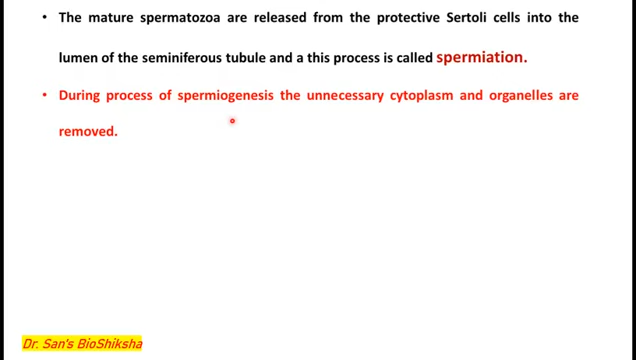 • The mature spermatozoa are released from the protective Sertoli cells into the
lumen of the seminiferous tubule and a this process is called spermiation.
• During process of spermiogenesis the unnecessary cytoplasm and organelles are
removed.
Dr. San's BioShiksha